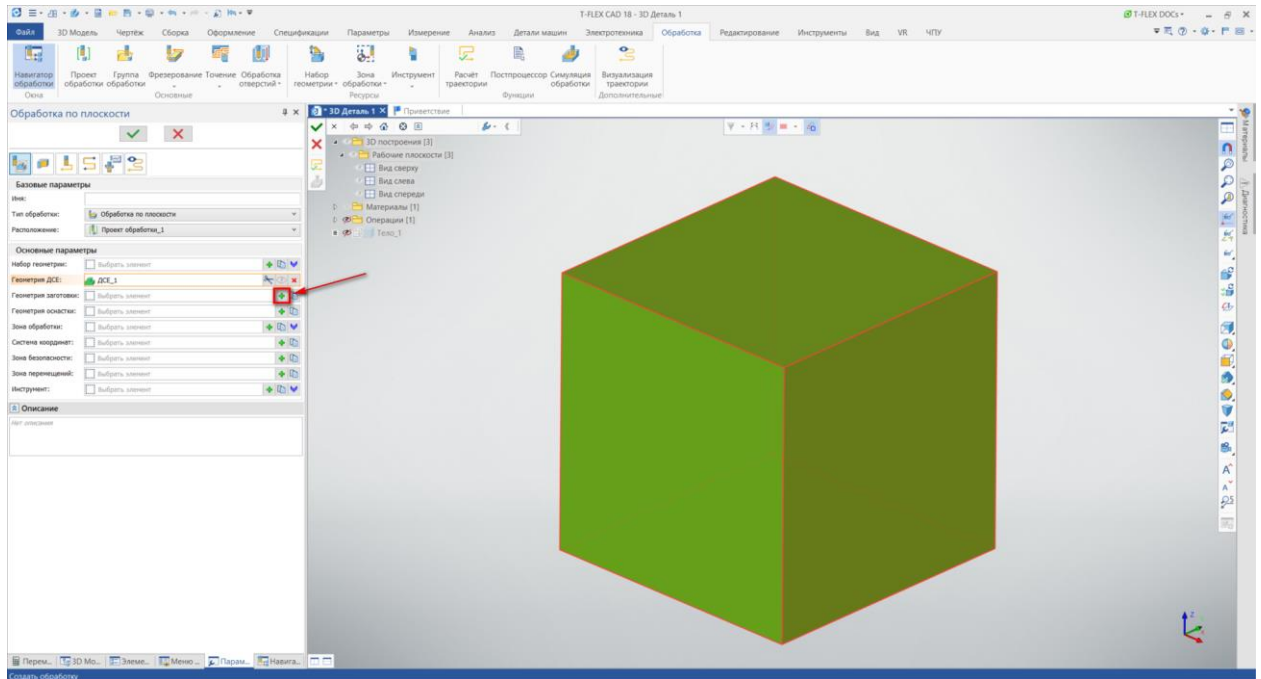 T-FLEX CAD 18 - 3D Деталь 1
T-FLEX DOCs
Файл 3D Модель Чертёж Сборка Оформление Спецификации Параметры Измерение Анализ Детали машин Электротехника Обработка Редактирование Инструменты Вид VR ЧПУ
Навигатор обработки
Проект обработки
Группа обработки
Фрезерование
Точение
Обработка отверстий
Набор геометрии
Зона обработки
Инструмент
Расчёт траектории
Постпроцессор
Симуляция обработки
Визуализация траектории
Окна Основные Ресурсы Функции Дополнительные
Обработка по плоскости
3D Деталь 1
Приветствие
Базовые параметры
Имя:
Тип обработки: Обработка по плоскости
Расположение: Проект обработки_1
Основные параметры
Набор геометрии: Выбрать элемент
Геометрия ДСЕ: ДСЕ_1
Геометрия заготовки: Выбрать элемент
Геометрия оснастки: Выбрать элемент
Зона обработки: Выбрать элемент
Система координат: Выбрать элемент
Зона безопасности: Выбрать элемент
Зона перемещений: Выбрать элемент
Инструмент: Выбрать элемент
Описание
Нет описания
3D построения [3]
Рабочие плоскости [3]
Вид сверху
Вид слева
Вид спереди
Материалы [1]
Операции [1]
Тело_1
Материалы
Диагностика
Z
Перем... 3D Мо... Элеме... Меню ... Парам... Навига...
Создать обработку